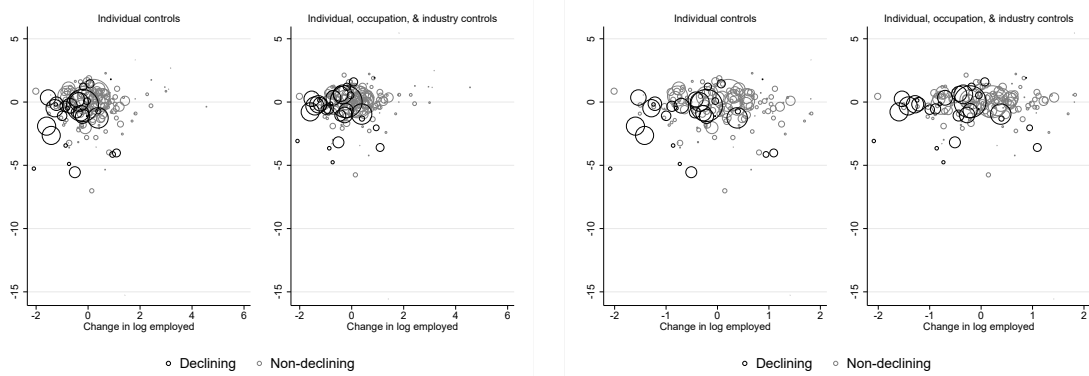 Individual controls
Individual, occupation, & industry controls
5
0
-5
-10
-15
-2 0 2 4 6
Change in log employed
5
0
-5
-10
-15
-2 0 2 4 6
Change in log employed
Declining Non-declining
Individual controls
Individual, occupation, & industry controls
5
0
-5
-10
-15
-2 -1 0 1 2
Change in log employed
5
0
-5
-10
-15
-2 -1 0 1 2
Change in log employed
Declining Non-declining